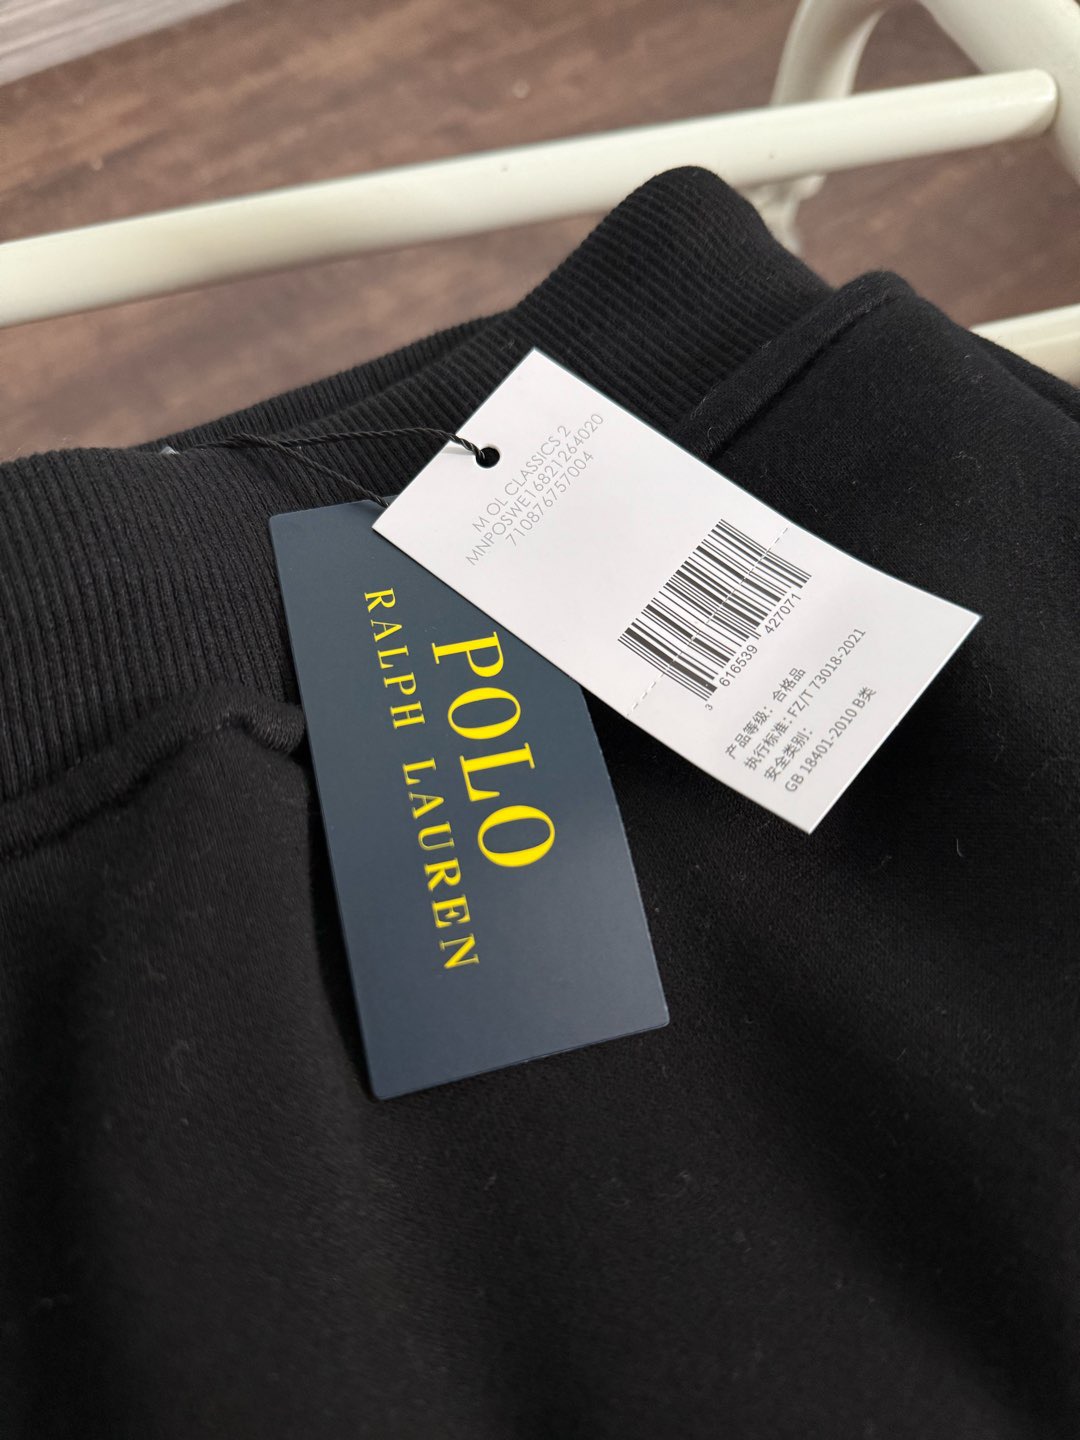 M OL CLASSICS 2
MNPOSWE16821264020
710876757004
3 616539 427071
产品等级：合格品
执行标准：FZ/T 73018-2021
安全类别：
GB 18401-2010 B类
POLO
RALPH LAUREN